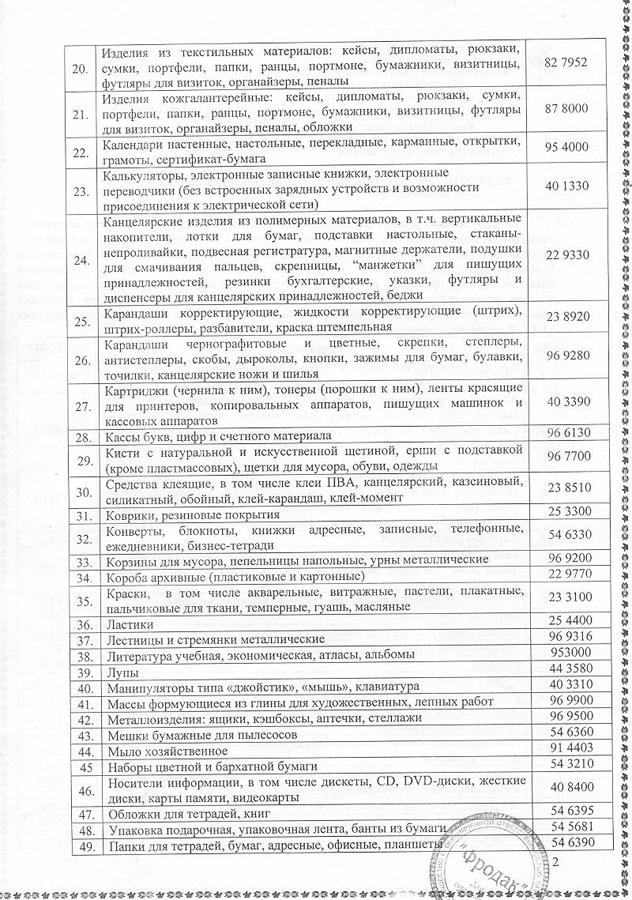 20. Изделия из текстильных материалов: кейсы, дипломаты, рюкзаки,
сумки, портфели, папки, ранцы, портмоне, бумажники, визитницы,
футляры для визиток, органайзеры, пеналы
82 7952
21. Изделия кожгалантерейные: кейсы, дипломаты, рюкзаки, сумки,
портфели, папки, ранцы, портмоне, бумажники, визитницы, футляры
для визиток, органайзеры, пеналы, обложки
87 8000
22. Календари настенные, настольные, перекладные, карманные, открытки,
грамоты, сертификат-бумага
95 4000
23. Калькуляторы, электронные записные книжки, электронные
переводчики (без встроенных зарядных устройств и возможности
присоединения к электрической сети)
40 1330
24. Канцелярские изделия из полимерных материалов, в т.ч. вертикальные
накопители, лотки для бумаг, подставки настольные, стаканы-
непроливайки, подвесная регистратура, магнитные держатели, подушки
для смачивания пальцев, скрепницы, “манжетки” для пишущих
принадлежностей, резинки бухгалтерские, указки, футляры и
диспенсеры для канцелярских принадлежностей, беджи
22 9330
25. Карандаши корректирующие, жидкости корректирующие (штрих),
штрих-роллеры, разбавители, краска штемпельная
23 8920
26. Карандаши чернографитовые и цветные, скрепки, степлеры,
антистеплеры, скобы, дыроколы, кнопки, зажимы для бумаг, булавки,
точилки, канцелярские ножи и шилья
96 9280
27. Картриджи (чернила к ним), тонеры (порошки к ним), ленты красящие
для принтеров, копировальных аппаратов, пишущих машинок и
кассовых аппаратов
40 3390
28. Кассы букв, цифр и счетного материала 96 6130
29. Кисти с натуральной и искусственной щетиной, ерши с подставкой
(кроме пластмассовых), щетки для мусора, обуви, одежды
96 7700
30. Средства клеящие, в том числе клеи ПВА, канцелярский, казеиновый,
силикатный, обойный, клей-карандаш, клей-момент
23 8510
31. Коврики, резиновые покрытия 25 3300
32. Конверты, блокноты, книжки адресные, записные, телефонные,
ежедневники, бизнес-тетради
54 6330
33. Корзины для мусора, пепельницы напольные, урны металлические 96 9200
34. Короба архивные (пластиковые и картонные) 22 9770
35. Краски, в том числе акварельные, витражные, пастели, плакатные,
пальчиковые для ткани, темперные, гуашь, масляные
23 3100
36. Ластики 25 4400
37. Лестницы и стремянки металлические 96 9316
38. Литература учебная, экономическая, атласы, альбомы 953000
39. Лупы 44 3580
40. Манипуляторы типа «джойстик», «мышь», клавиатура 40 3310
41. Массы формующиеся из глины для художественных, лепных работ 96 9900
42. Металлоизделия: ящики, кэшбоксы, аптечки, стеллажи 96 9500
43. Мешки бумажные для пылесосов 54 6360
44. Мыло хозяйственное 91 4403
45 Наборы цветной и бархатной бумаги 54 3210
46. Носители информации, в том числе дискеты, CD, DVD-диски, жесткие
диски, карты памяти, видеокарты
40 8400
47. Обложки для тетрадей, книг 54 6395
48. Упаковка подарочная, упаковочная лента, банты из бумаги 54 5681
49. Папки для тетрадей, бумаг, адресные, офисные, планшеты 54 6390
2
"Фродак"